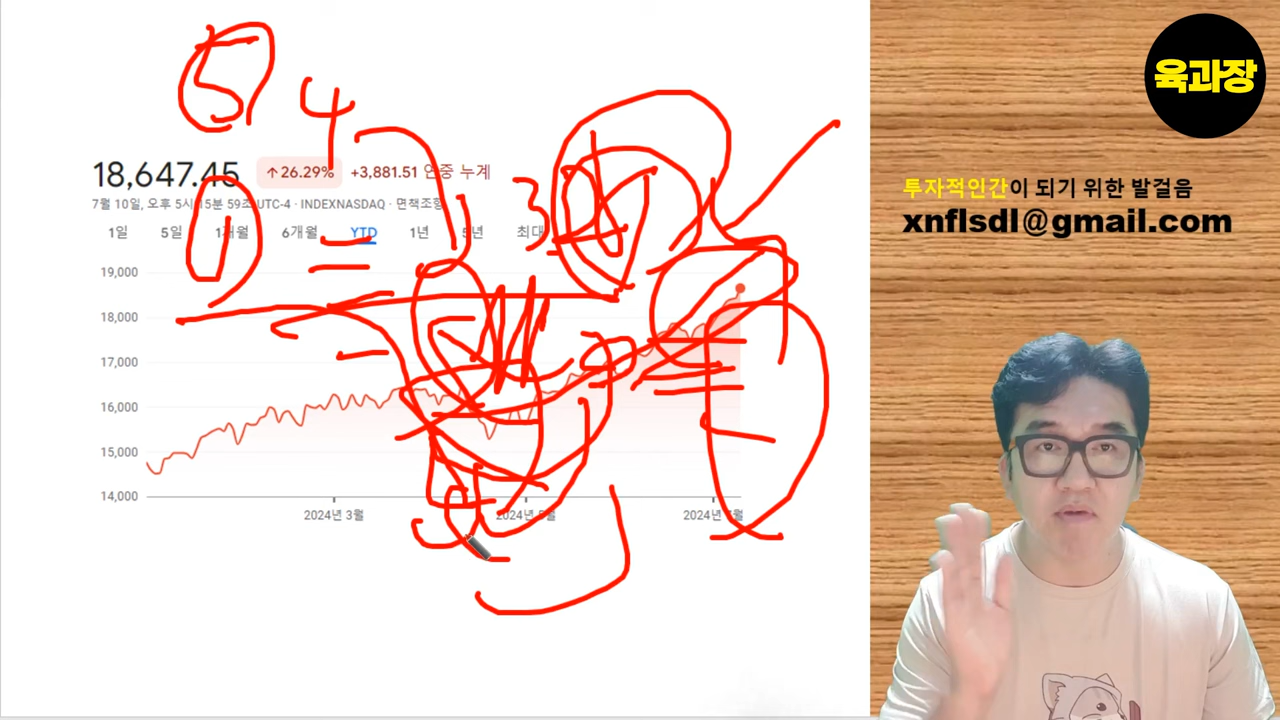 육과장
투자적인간이 되기 위한 발걸음
xnflsdl@gmail.com
5
4
18,647.45 ↑26.29% +3,881.51 연중 누계
7월 10일, 오후 5시 15분 59초 UTC-4 · INDEXNASDAQ · 면책조항
1일 5일 1개월 6개월 YTD 1년 5년 최대
1
3
19,000
18,000
17,000
16,000
15,000
14,000
2024년 3월 2024년 5월 2024년 7월